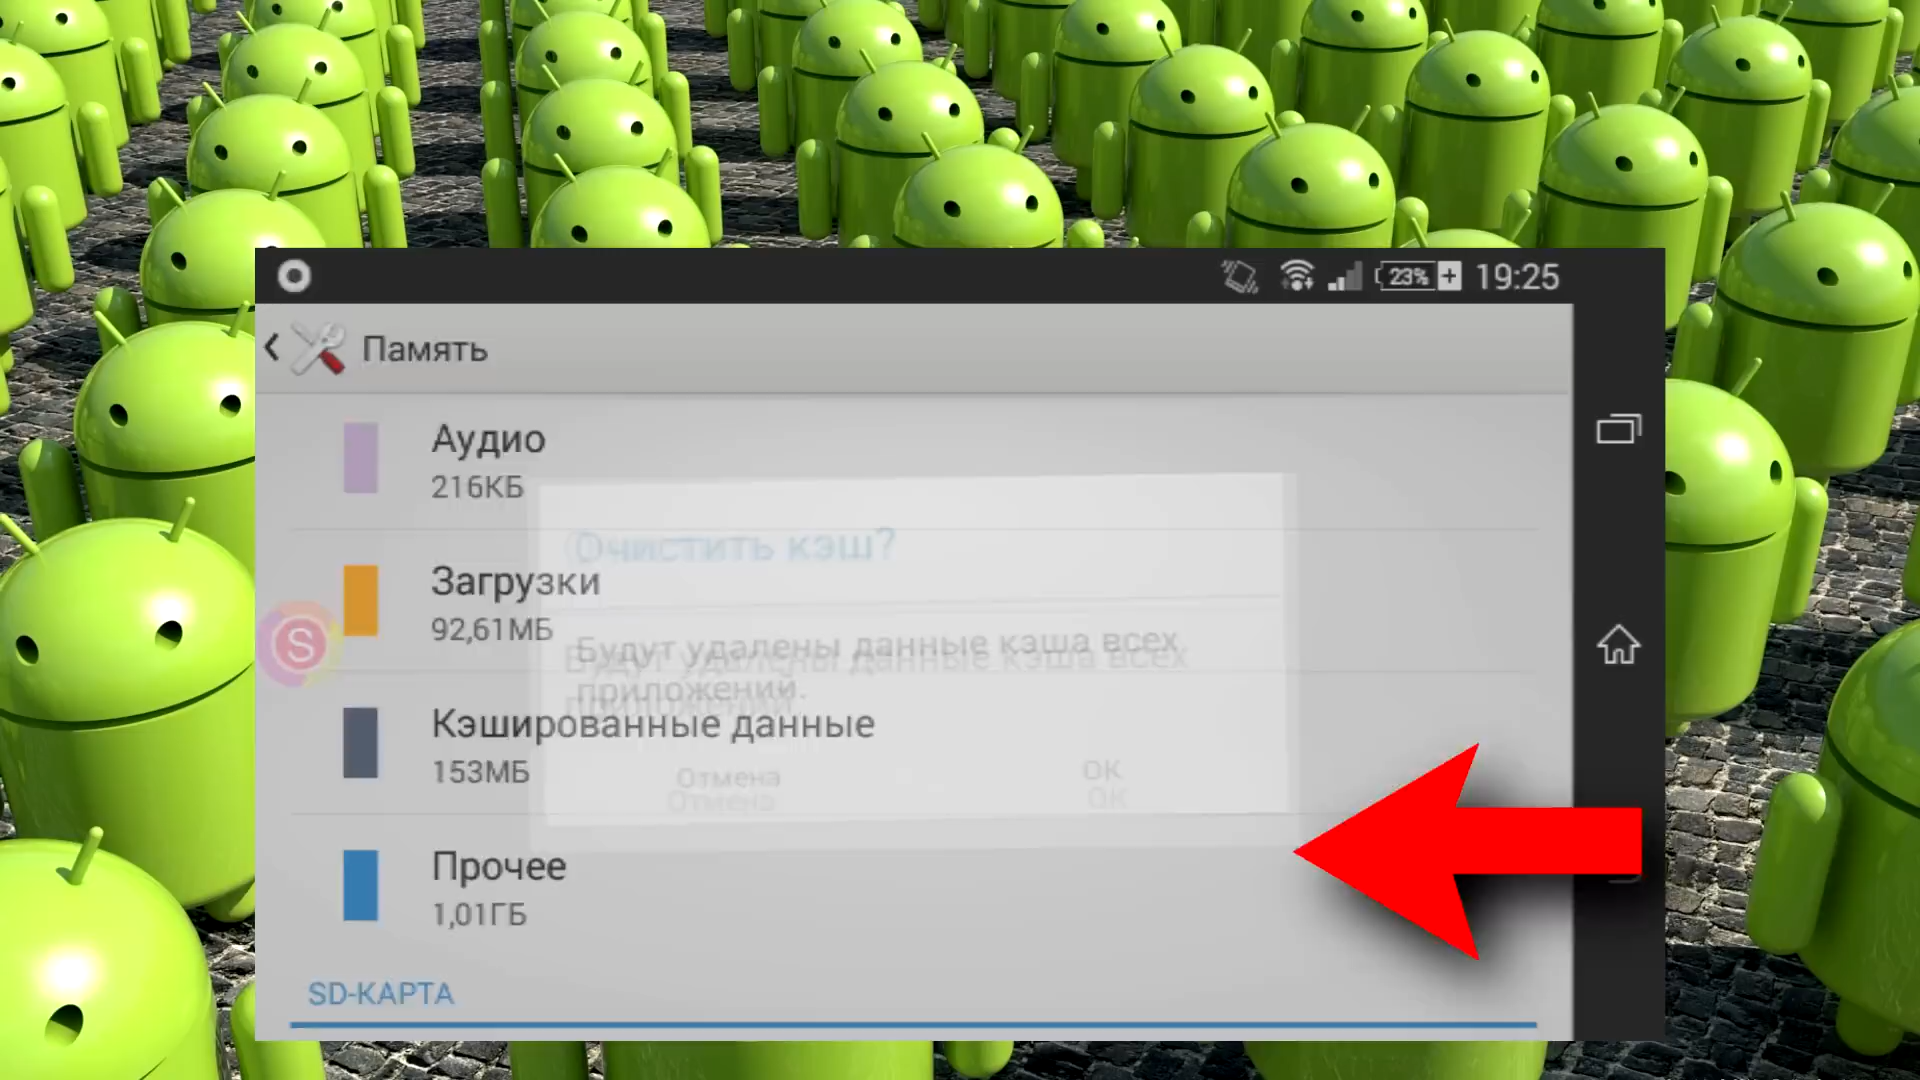 23%
19:25
Память
Аудио
216КБ
Очистить кэш?
Загрузки
92,61МБ
Будут удалены данные кэша всех
приложений.
Кэшированные данные
153МБ
Отмена
ОК
Прочее
1,01ГБ
SD-КАРТА
S